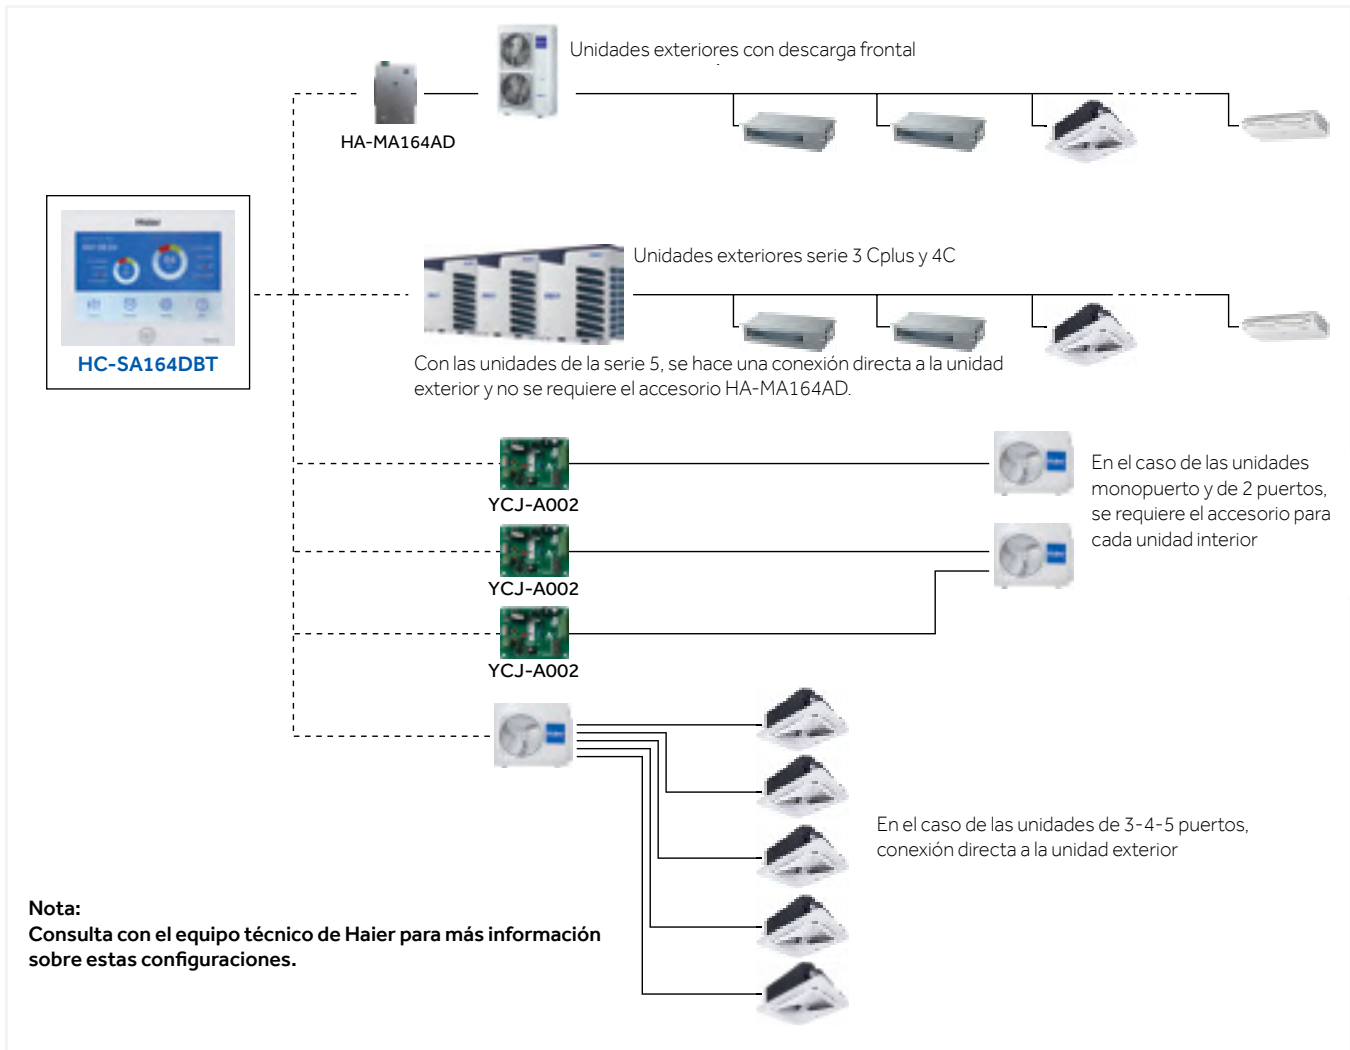 Unidades exteriores con descarga frontal
HA-MA164AD
Haier
HC-SA164DBT
Unidades exteriores serie 3 Cplus y 4C
Con las unidades de la serie 5, se hace una conexión directa a la unidad
exterior y no se requiere el accesorio HA-MA164AD.
YCJ-A002
YCJ-A002
YCJ-A002
En el caso de las unidades
monopuerto y de 2 puertos,
se requiere el accesorio para
cada unidad interior
En el caso de las unidades de 3-4-5 puertos,
conexión directa a la unidad exterior
Nota:
Consulta con el equipo técnico de Haier para más información
sobre estas configuraciones.